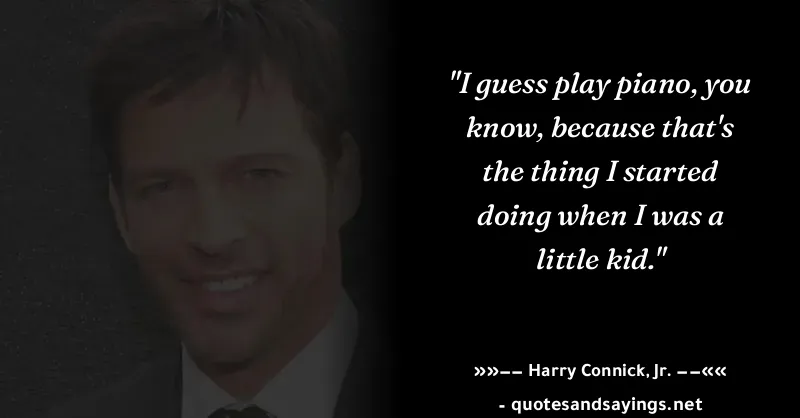 "I guess play piano, you
know, because that's
the thing I started
doing when I was a
little kid."
»»−− Harry Connick, Jr. −−««
- quotesandsayings.net